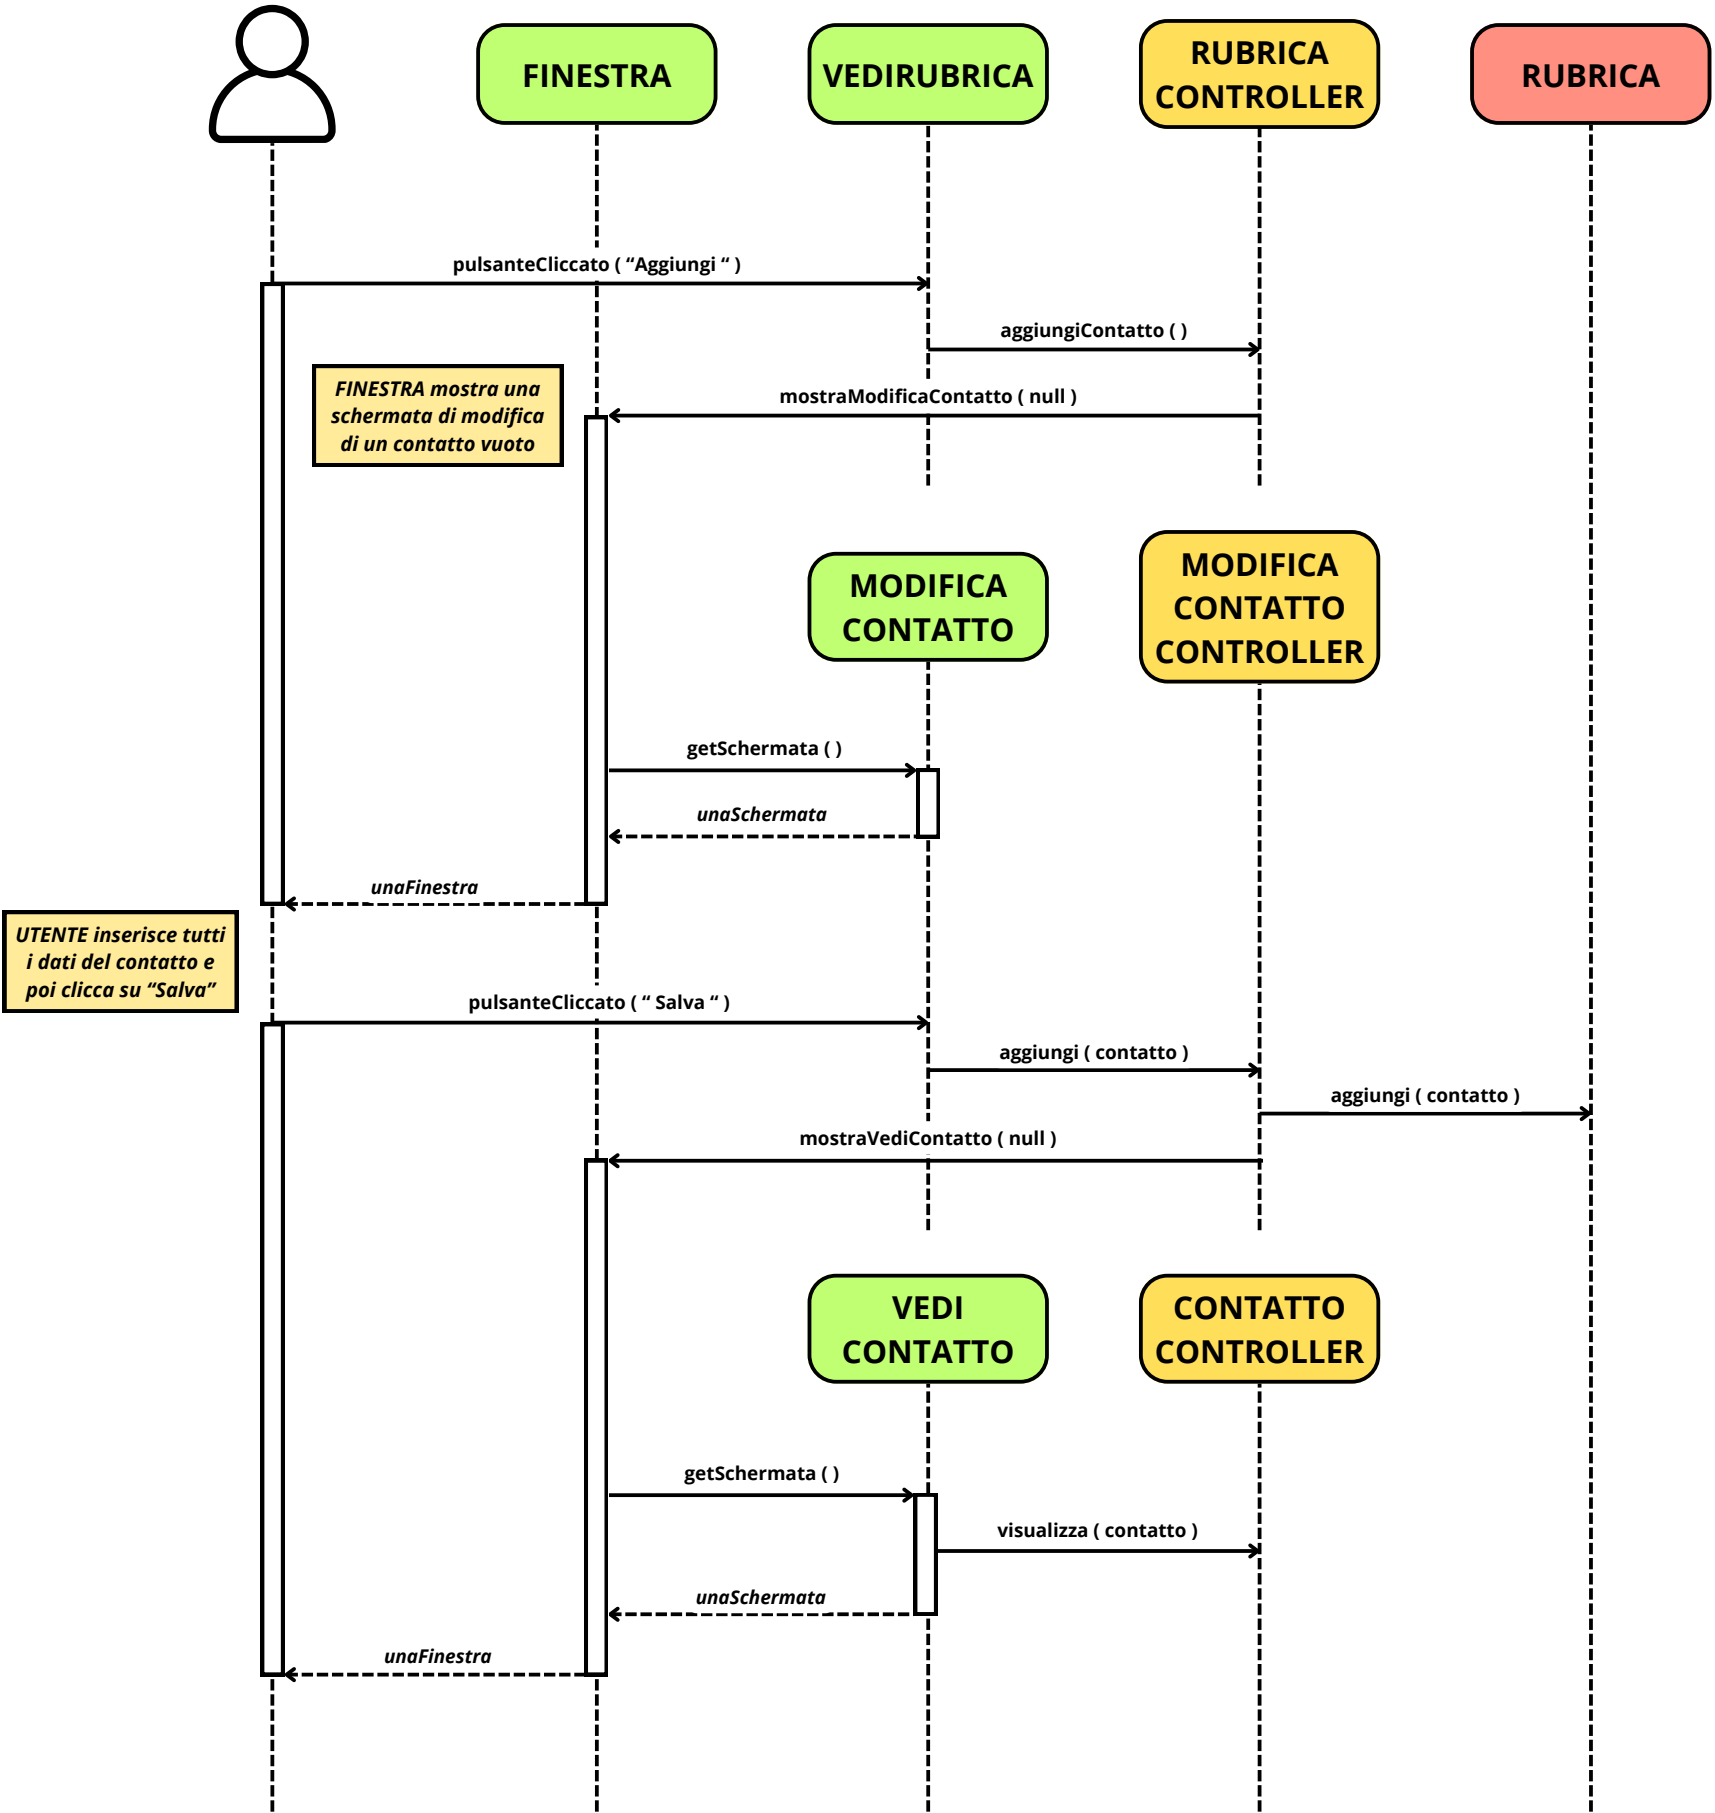 FINESTRA
VEDIRUBRICA
RUBRICA
CONTROLLER
RUBRICA
pulsanteCliccato ( “Aggiungi “ )
aggiungiContatto ( )
FINESTRA mostra una
schermata di modifica
di un contatto vuoto
mostraModificaContatto ( null )
MODIFICA
CONTATTO
MODIFICA
CONTATTO
CONTROLLER
getSchermata ( )
unaSchermata
unaFinestra
UTENTE inserisce tutti
i dati del contatto e
poi clicca su “Salva”
pulsanteCliccato ( “ Salva “ )
aggiungi ( contatto )
aggiungi ( contatto )
mostraVediContatto ( null )
VEDI
CONTATTO
CONTATTO
CONTROLLER
getSchermata ( )
visualizza ( contatto )
unaSchermata
unaFinestra